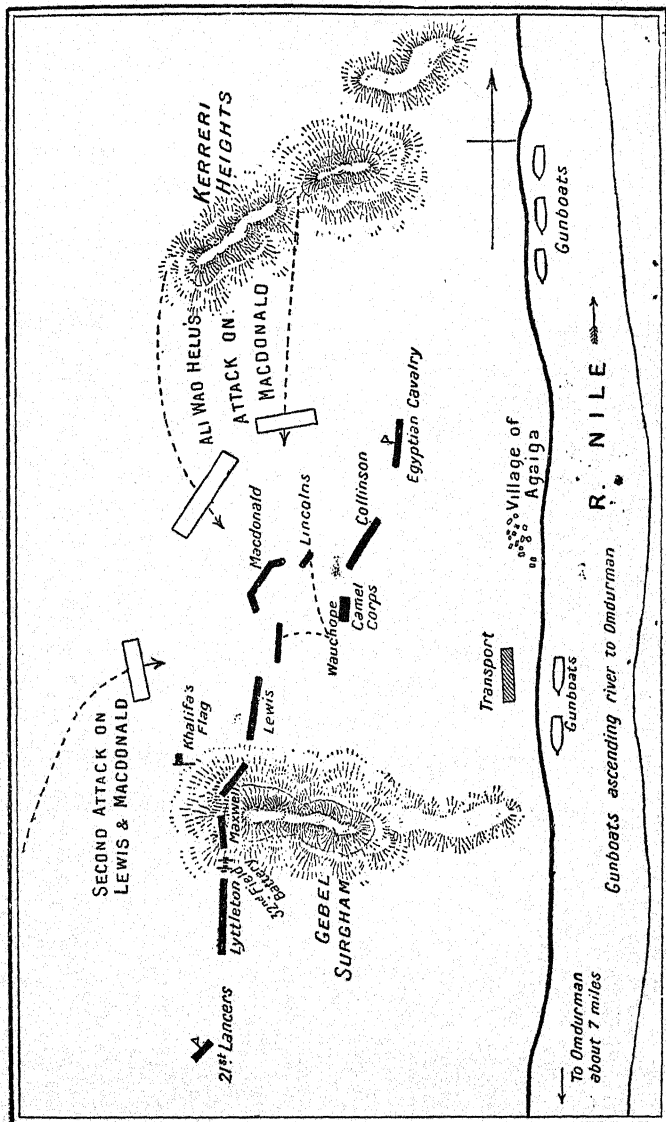 SECOND ATTACK ON
LEWIS & MACDONALD
ALI WAD HELU'S
ATTACK ON
MACDONALD
KERRERI
HEIGHTS
Khalifa's
Flag
21st Lancers
Lyttleton
32nd Field
Battery
Maxwell
Lewis
Macdonald
Lincolns
Wauchope
Camel
Corps
Collinson
Egyptian Cavalry
GEBEL
SURGHAM
Transport
Village of
Agaiga
Gunboats
Gunboats
R. NILE
Gunboats ascending river to Omdurman
To Omdurman
about 7 miles